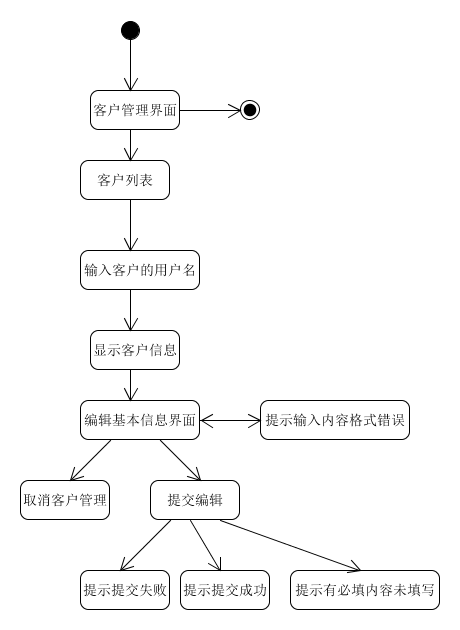 客户管理界面
客户列表
输入客户的用户名
显示客户信息
编辑基本信息界面
提示输入内容格式错误
取消客户管理
提交编辑
提示提交失败
提示提交成功
提示有必填内容未填写